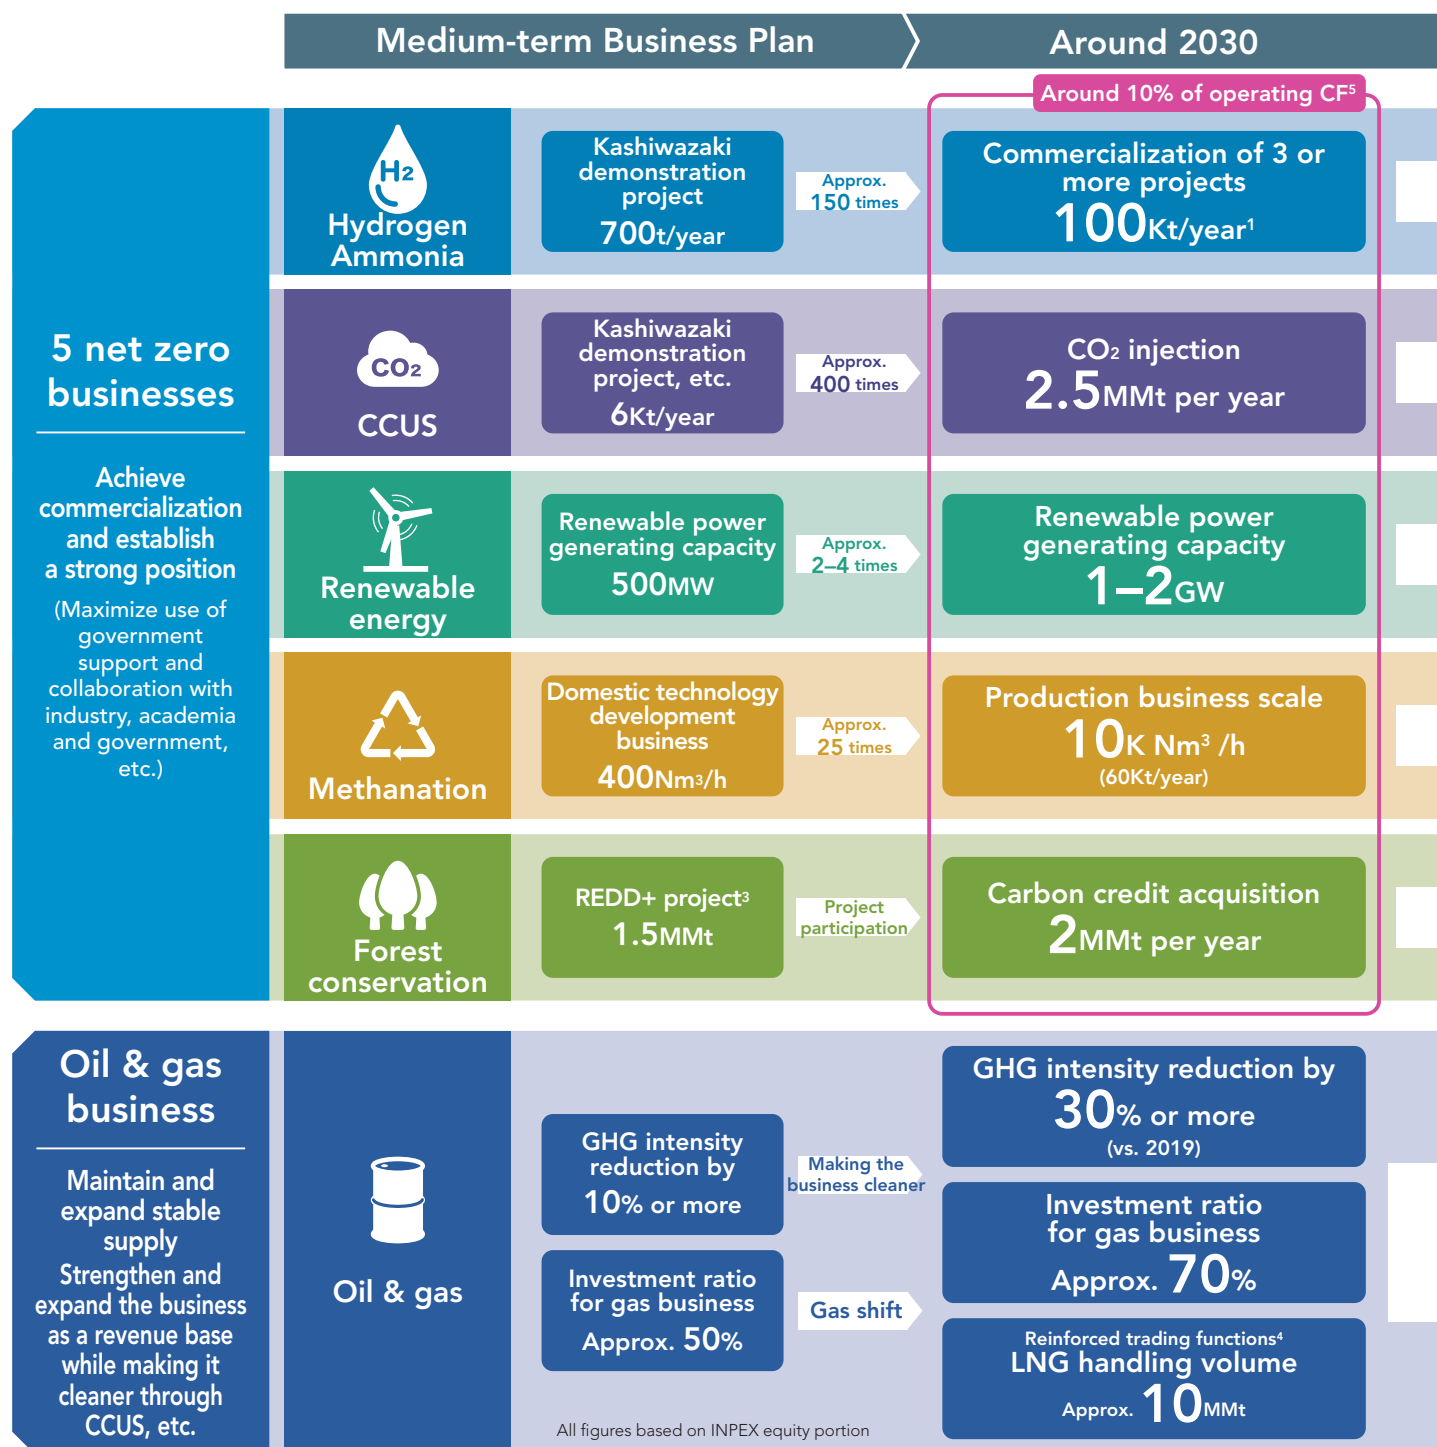 Medium-term Business Plan
Around 2030
Around 10% of operating CF⁵
5 net zero
businesses
Achieve
commercialization
and establish
a strong position
(Maximize use of
government
support and
collaboration with
industry, academia
and government,
etc.)
H2
Hydrogen
Ammonia
Kashiwazaki
demonstration
project
700t/year
Approx.
150 times
Commercialization of 3 or
more projects
100Kt/year¹
CO2
CCUS
Kashiwazaki
demonstration
project, etc.
6Kt/year
Approx.
400 times
CO₂ injection
2.5MMt per year
Renewable
energy
Renewable power
generating capacity
500MW
Approx.
2–4 times
Renewable power
generating capacity
1–2GW
Methanation
Domestic technology
development
business
400Nm³/h
Approx.
25 times
Production business scale
10K Nm³ /h
(60Kt/year)
Forest
conservation
REDD+ project³
1.5MMt
Project
participation
Carbon credit acquisition
2MMt per year
Oil & gas
business
Maintain and
expand stable
supply
Strengthen and
expand the business
as a revenue base
while making it
cleaner through
CCUS, etc.
Oil & gas
GHG intensity
reduction by
10% or more
Making the
business cleaner
GHG intensity reduction by
30% or more
(vs. 2019)
Investment ratio
for gas business
Approx. 50%
Gas shift
Investment ratio
for gas business
Approx. 70%
Reinforced trading functions⁴
LNG handling volume
Approx. 10MMt
All figures based on INPEX equity portion